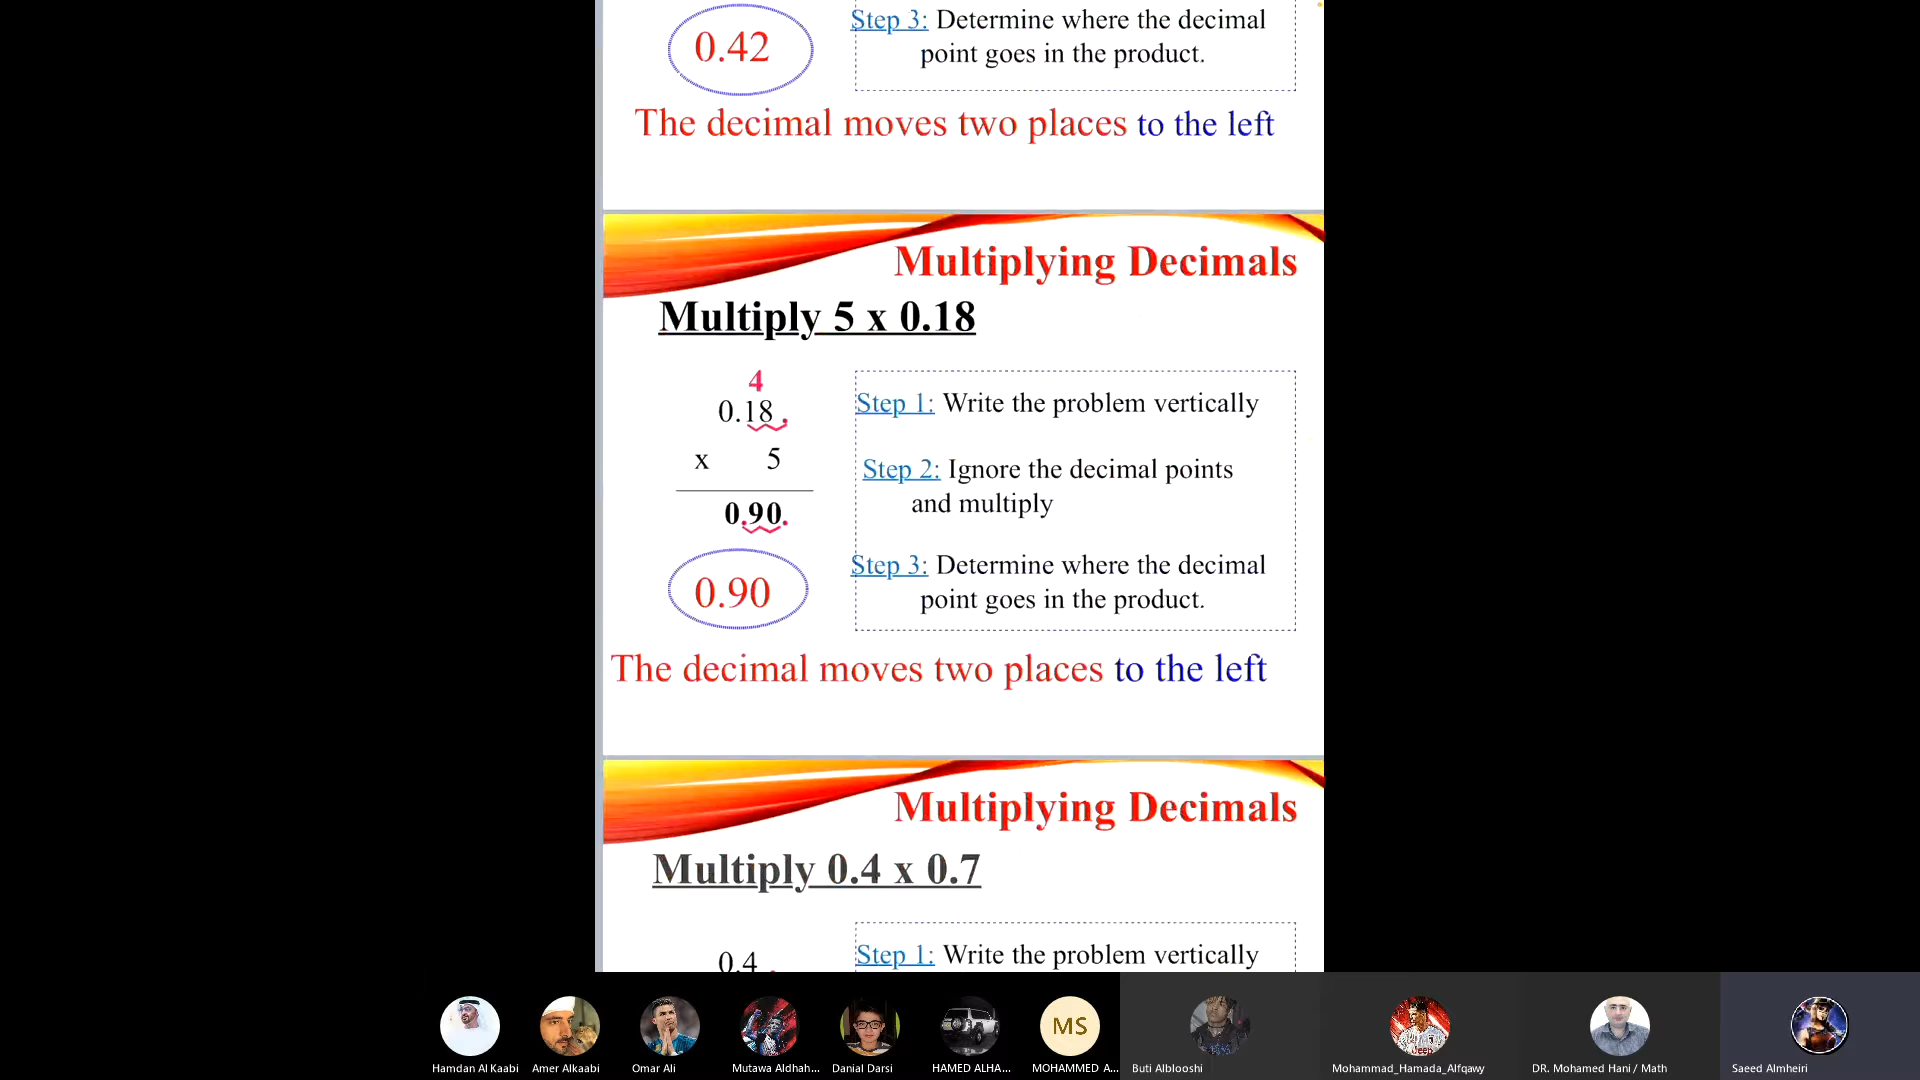 0.42
Step 3: Determine where the decimal
point goes in the product.
The decimal moves two places to the left
Multiplying Decimals
Multiply 5 x 0.18
4
0.18.
x 5
0.90.
0.90
Step 1: Write the problem vertically
Step 2: Ignore the decimal points
and multiply
Step 3: Determine where the decimal
point goes in the product.
The decimal moves two places to the left
Multiplying Decimals
Multiply 0.4 x 0.7
0.4
Step 1: Write the problem vertically
MS
Jeep
Hamdan Al Kaabi
Amer Alkaabi
Omar Ali
Mutawa Aldhah...
Danial Darsi
HAMED ALHA...
MOHAMMED A...
Buti Alblooshi
Mohammad_Hamada_Alfqawy
DR. Mohamed Hani / Math
Saeed Almheiri